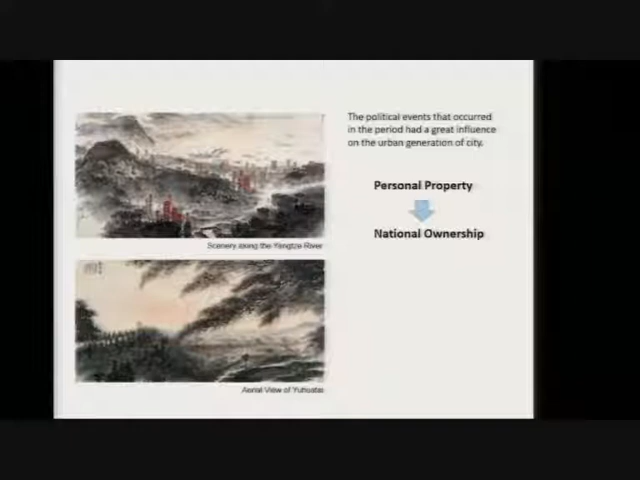 The political events that occurred
in the period had a great influence
on the urban generation of city.
Personal Property
National Ownership
Scenery along the Yangtze River
Aerial View of Yuhuatai